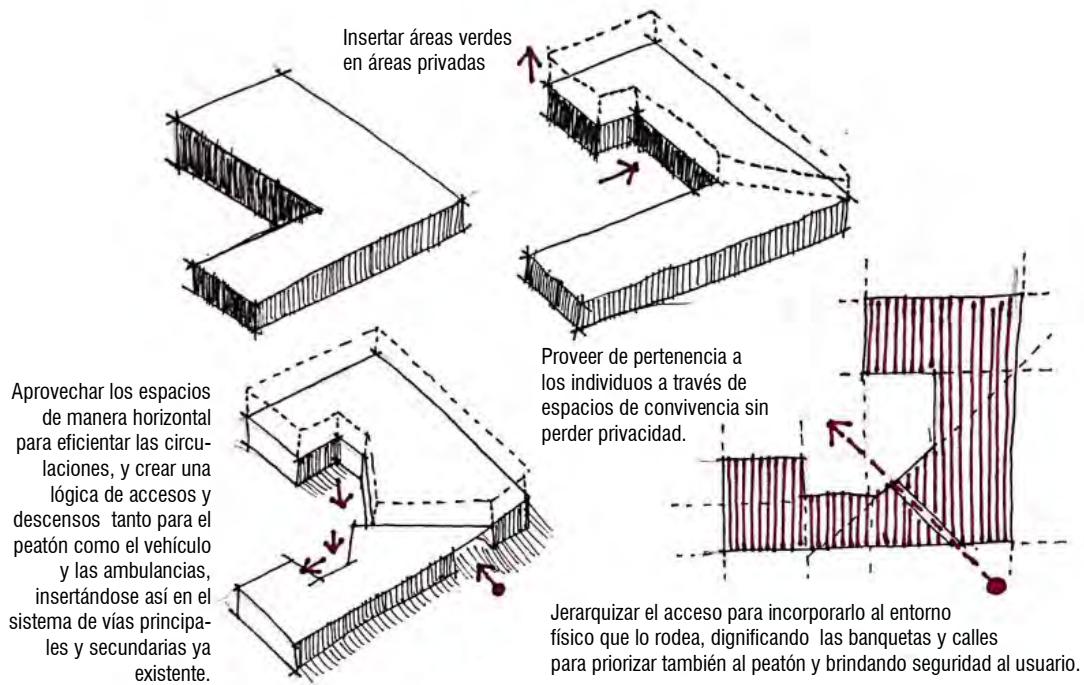 Insertar áreas verdes
en áreas privadas
Proveer de pertenencia a
los individuos a través de
espacios de convivencia sin
perder privacidad.
Aprovechar los espacios
de manera horizontal
para eficientar las circu-
laciones, y crear una
lógica de accesos y
descensos tanto para el
peatón como el vehículo
y las ambulancias,
insertándose así en el
sistema de vías principa-
les y secundarias ya
existente.
Jerarquizar el acceso para incorporarlo al entorno
físico que lo rodea, dignificando las banquetas y calles
para priorizar también al peatón y brindando seguridad al usuario.